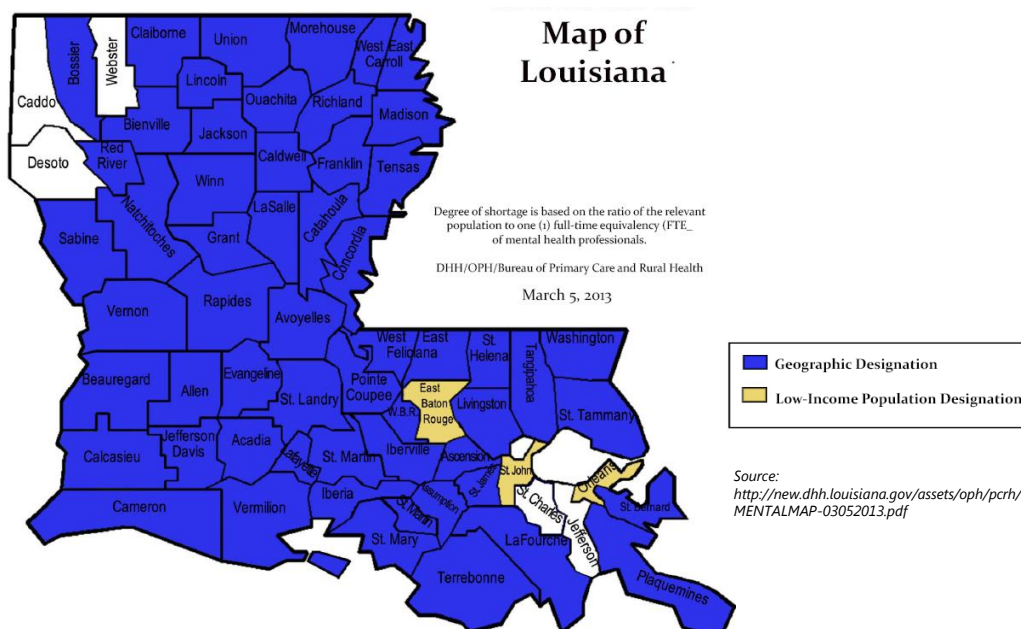 Map of
Louisiana
Caddo
Bossier
Webster
Claiborne
Union
Morehouse
West
East
Carroll
Lincoln
Ouachita
Richland
Madison
Bienville
Jackson
Desoto
Red
River
Caldwell
Franklin
Tensas
Winn
Natchitoches
LaSalle
Catahoula
Sabine
Grant
Concordia
Degree of shortage is based on the ratio of the relevant
population to one (1) full-time equivalency (FTE_
of mental health professionals.
DHH/OPH/Bureau of Primary Care and Rural Health
March 5, 2013
Vernon
Rapides
Avoyelles
West
Feliciana
East
St.
Helena
Tangipahoa
Washington
Beauregard
Allen
Evangeline
St. Landry
Pointe
Coupee
W.B.R.
East
Baton
Rouge
Livingston
St. Tammany
Geographic Designation
Low-Income Population Designation
Calcasieu
Jefferson
Davis
Acadia
Lafayette
St. Martin
Iberville
Ascension
St. James
St. John
St. Charles
Orleans
St. Bernard
Cameron
Vermilion
Iberia
St. Martin
Assumption
St. Mary
LaFourche
Jefferson
Terrebonne
Plaquemines
Source:
http://new.dhh.louisiana.gov/assets/oph/pcrh/
MENTALMAP-03052013.pdf